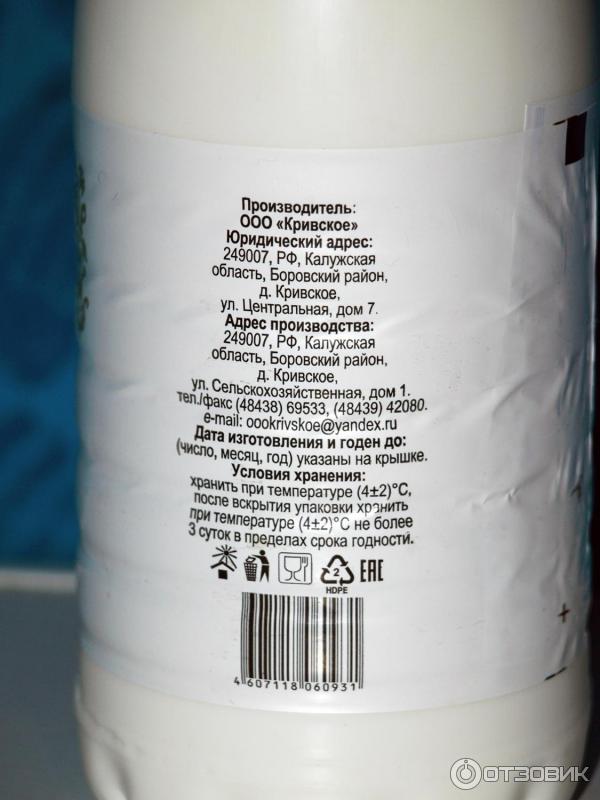 Производитель:
ООО «Кривское»
Юридический адрес:
249007, РФ, Калужская
область, Боровский район,
д. Кривское,
ул. Центральная, дом 7.
Адрес производства:
249007, РФ, Калужская
область, Боровский район,
д. Кривское,
ул. Сельскохозяйственная, дом 1.
тел./факс (48438) 69533, (48439) 42080.
e-mail: oookrivskoe@yandex.ru
Дата изготовления и годен до:
(число, месяц, год) указаны на крышке.
Условия хранения:
хранить при температуре (4±2)°C,
после вскрытия упаковки хранить
при температуре (4±2)°C не более
3 суток в пределах срока годности.
2
HDPE
EAC
4 607118 060931
ОТЗОВИК